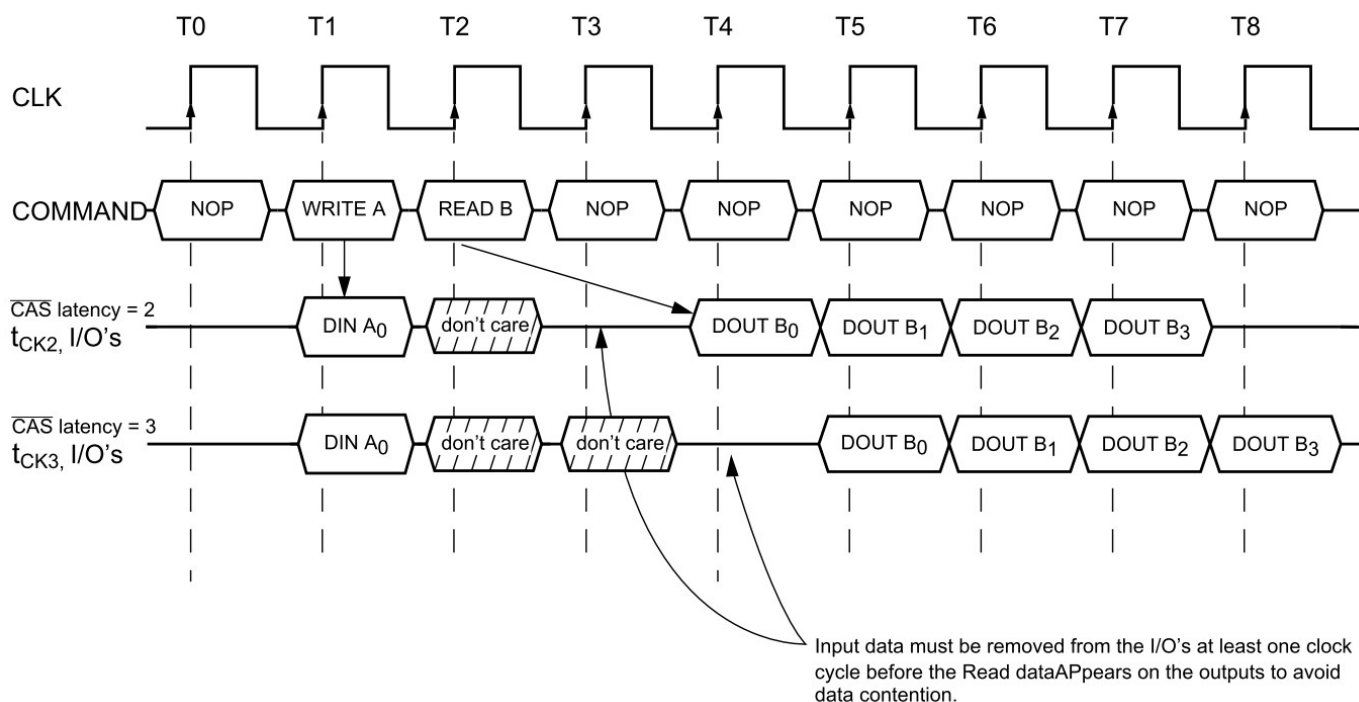 T0 T1 T2 T3 T4 T5 T6 T7 T8
CLK
COMMAND NOP WRITE A READ B NOP NOP NOP NOP NOP NOP
CAS latency = 2
tCK2, I/O's DIN A0 don't care DOUT B0 DOUT B1 DOUT B2 DOUT B3
CAS latency = 3
tCK3, I/O's DIN A0 don't care don't care DOUT B0 DOUT B1 DOUT B2 DOUT B3
Input data must be removed from the I/O's at least one clock
cycle before the Read dataAPpears on the outputs to avoid
data contention.